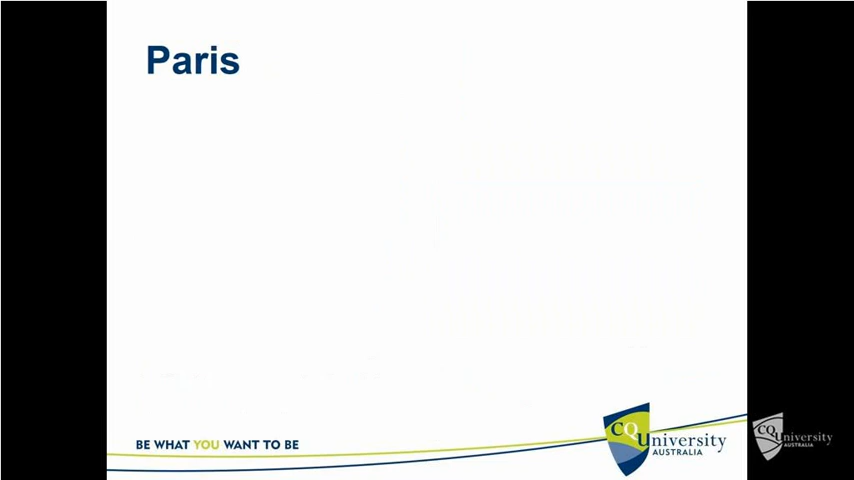 Paris
BE WHAT YOU WANT TO BE
CQUniversity
AUSTRALIA
CQUniversity
AUSTRALIA